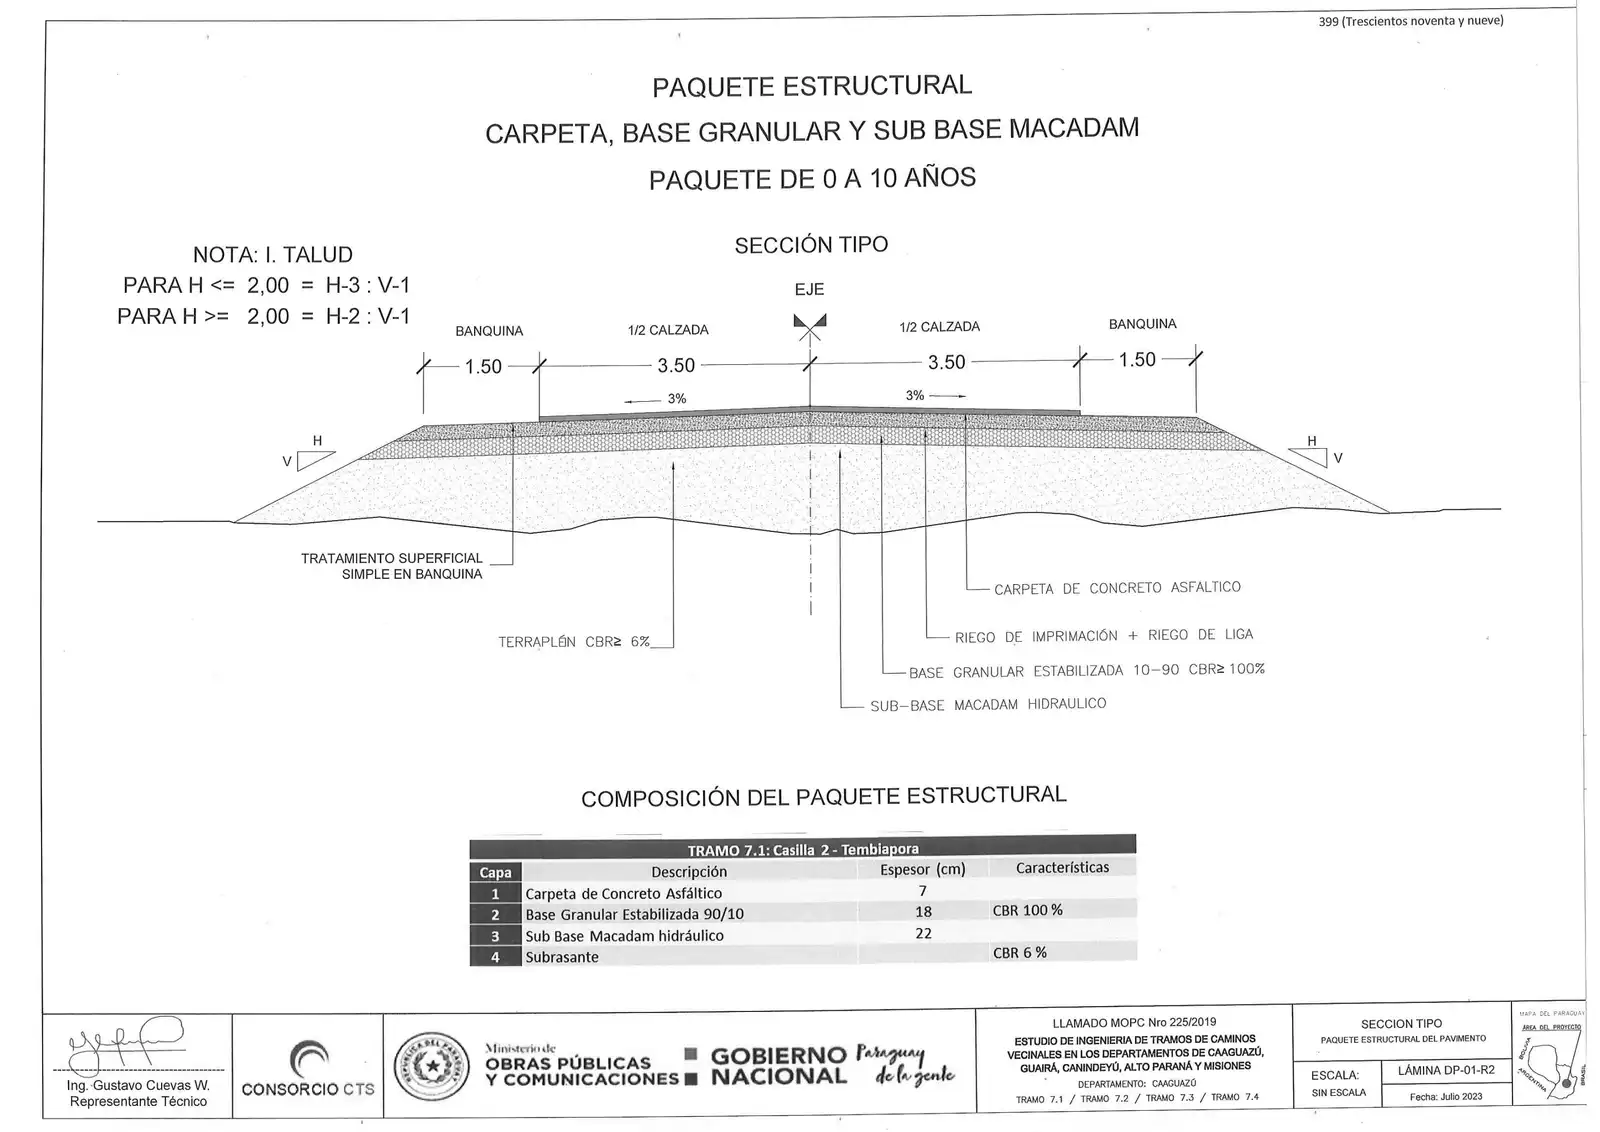 399 (Trescientos noventa y nueve)
PAQUETE ESTRUCTURAL
CARPETA, BASE GRANULAR Y SUB BASE MACADAM
PAQUETE DE 0 A 10 AÑOS
NOTA: I. TALUD
PARA H <= 2,00 = H-3 : V-1
PARA H >= 2,00 = H-2 : V-1
SECCIÓN TIPO
EJE
BANQUINA
1/2 CALZADA
1/2 CALZADA
BANQUINA
1.50
3.50
3.50
1.50
3%
3%
H
V
H
V
TRATAMIENTO SUPERFICIAL
SIMPLE EN BANQUINA
CARPETA DE CONCRETO ASFALTICO
TERRAPLÉN CBR≥ 6%
RIEGO DE IMPRIMACIÓN + RIEGO DE LIGA
BASE GRANULAR ESTABILIZADA 10-90 CBR≥100%
SUB-BASE MACADAM HIDRAULICO
COMPOSICIÓN DEL PAQUETE ESTRUCTURAL
TRAMO 7.1: Casilla 2 - Tembiapora
Capa Descripción Espesor (cm) Características
1 Carpeta de Concreto Asfáltico 7
2 Base Granular Estabilizada 90/10 18 CBR 100 %
3 Sub Base Macadam hidráulico 22
4 Subrasante CBR 6 %
Ing. Gustavo Cuevas W.
Representante Técnico
CONSORCIO CTS
REPUBLICA DEL PARAGUAY
Ministerio de
OBRAS PÚBLICAS
Y COMUNICACIONES
GOBIERNO
NACIONAL
Paraguay
de la gente
LLAMADO MOPC Nro 225/2019
ESTUDIO DE INGENIERIA DE TRAMOS DE CAMINOS
VECINALES EN LOS DEPARTAMENTOS DE CAAGUAZÚ,
GUAIRÁ, CANINDEYÚ, ALTO PARANÁ Y MISIONES
DEPARTAMENTO: CAAGUAZÚ
TRAMO 7.1 / TRAMO 7.2 / TRAMO 7.3 / TRAMO 7.4
SECCION TIPO
PAQUETE ESTRUCTURAL DEL PAVIMENTO
ESCALA:
SIN ESCALA
LÁMINA DP-01-R2
Fecha: Julio 2023
MAPA DEL PARAGUAY
AREA DEL PROYECTO
BOLIVIA
ARGENTINA
BRASIL